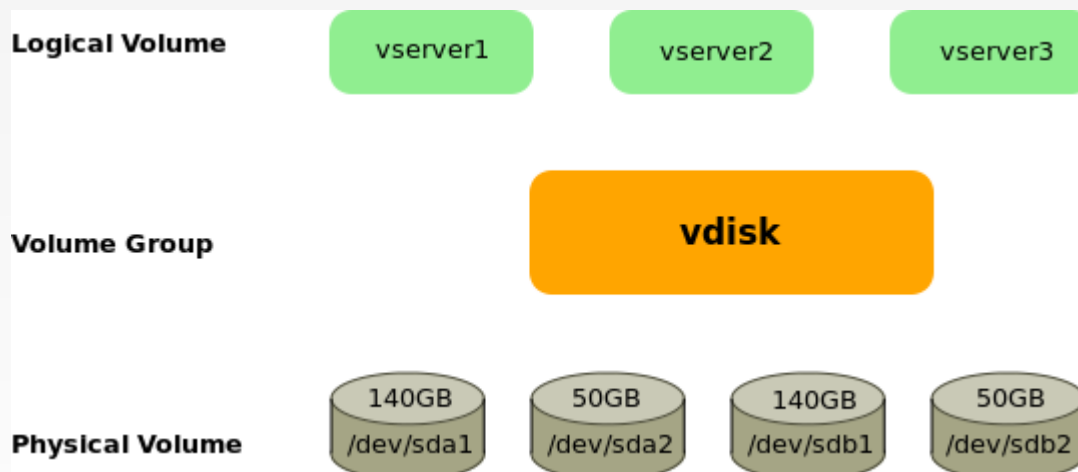 Logical Volume
vserver1
vserver2
vserver3
Volume Group
vdisk
140GB
50GB
140GB
50GB
Physical Volume
/dev/sda1
/dev/sda2
/dev/sdb1
/dev/sdb2